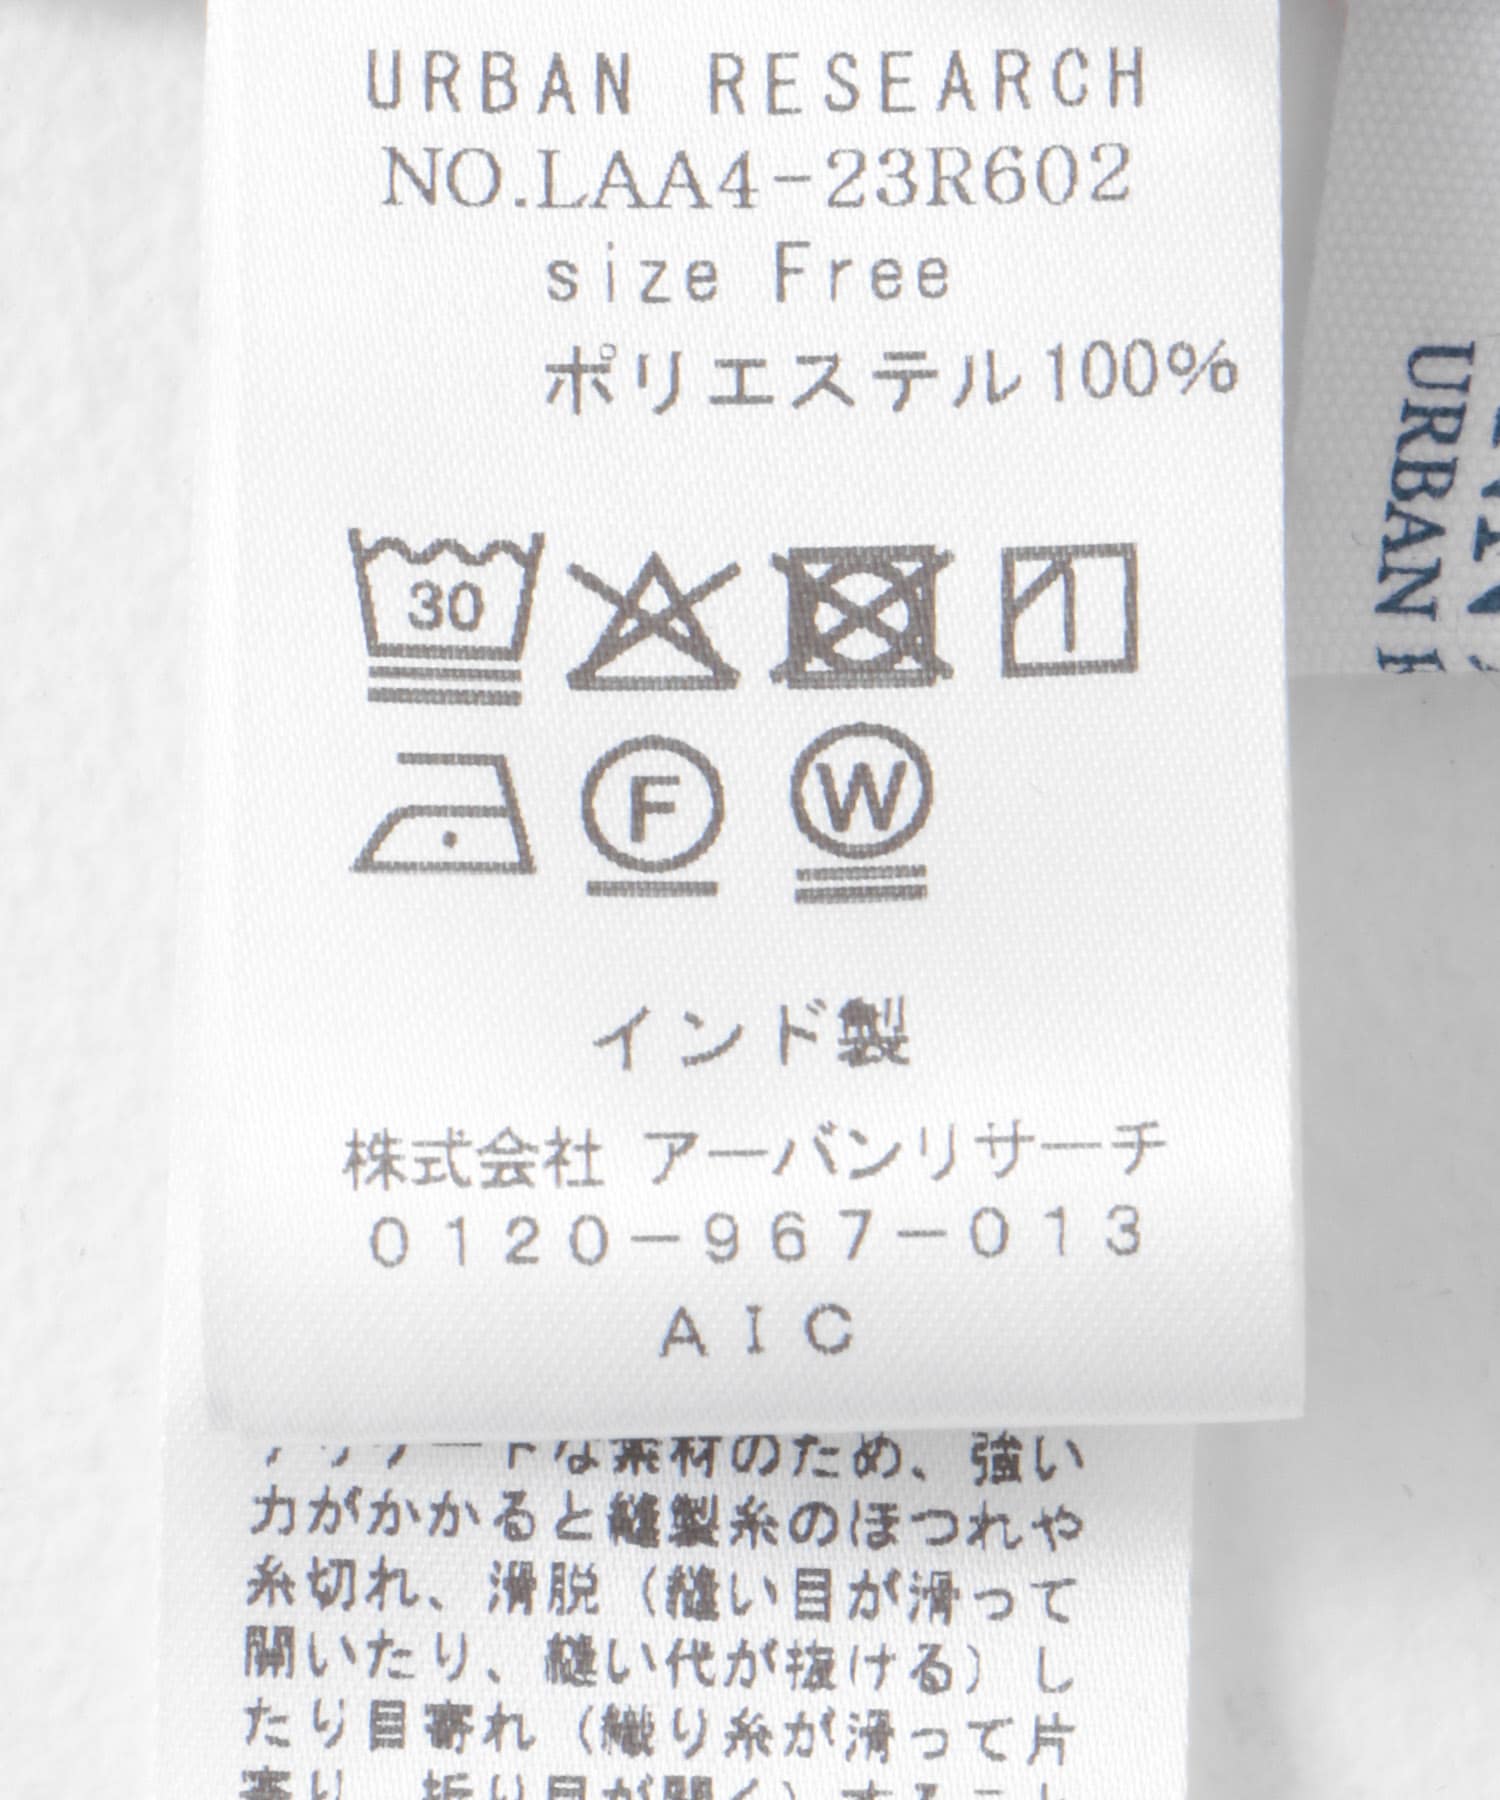 URBAN RESEARCH
NO.LAA4-23R602
size Free
ポリエステル100%
30
F
W
インド製
株式会社 アーバンリサーチ
0120-967-013
AIC
な素材のため、強い
力がかかると縫製糸のほつれや
糸切れ、滑脱（縫い目が滑って
開いたり、縫い代が抜ける）し
たり目寄れ（織り糸が滑って片
URBAN